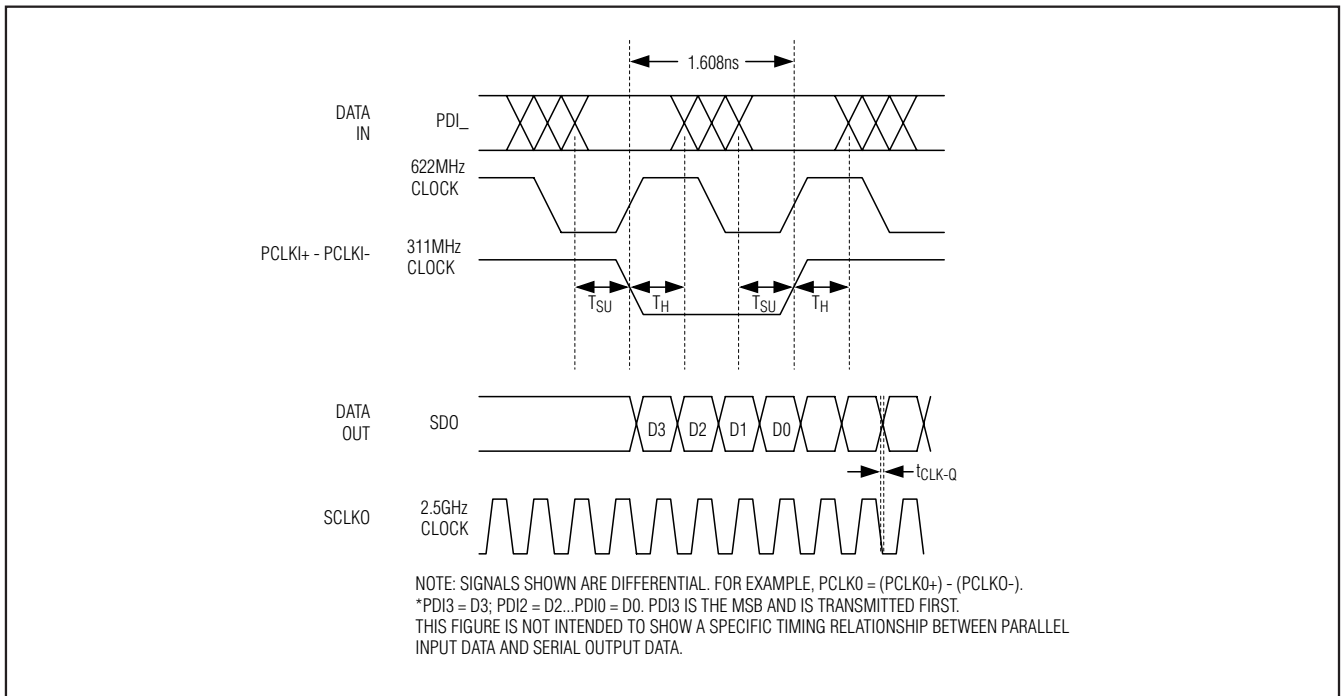 1.608ns
DATA
IN
PDI_
622MHz
CLOCK
PCLKI+ - PCLKI-
311MHz
CLOCK
TSU
TH
TSU
TH
DATA
OUT
SDO
D3
D2
D1
D0
tCLK-Q
SCLKO
2.5GHz
CLOCK
NOTE: SIGNALS SHOWN ARE DIFFERENTIAL. FOR EXAMPLE, PCLK0 = (PCLK0+) - (PCLKO-).
*PDI3 = D3; PDI2 = D2...PDI0 = D0. PDI3 IS THE MSB AND IS TRANSMITTED FIRST.
THIS FIGURE IS NOT INTENDED TO SHOW A SPECIFIC TIMING RELATIONSHIP BETWEEN PARALLEL
INPUT DATA AND SERIAL OUTPUT DATA.